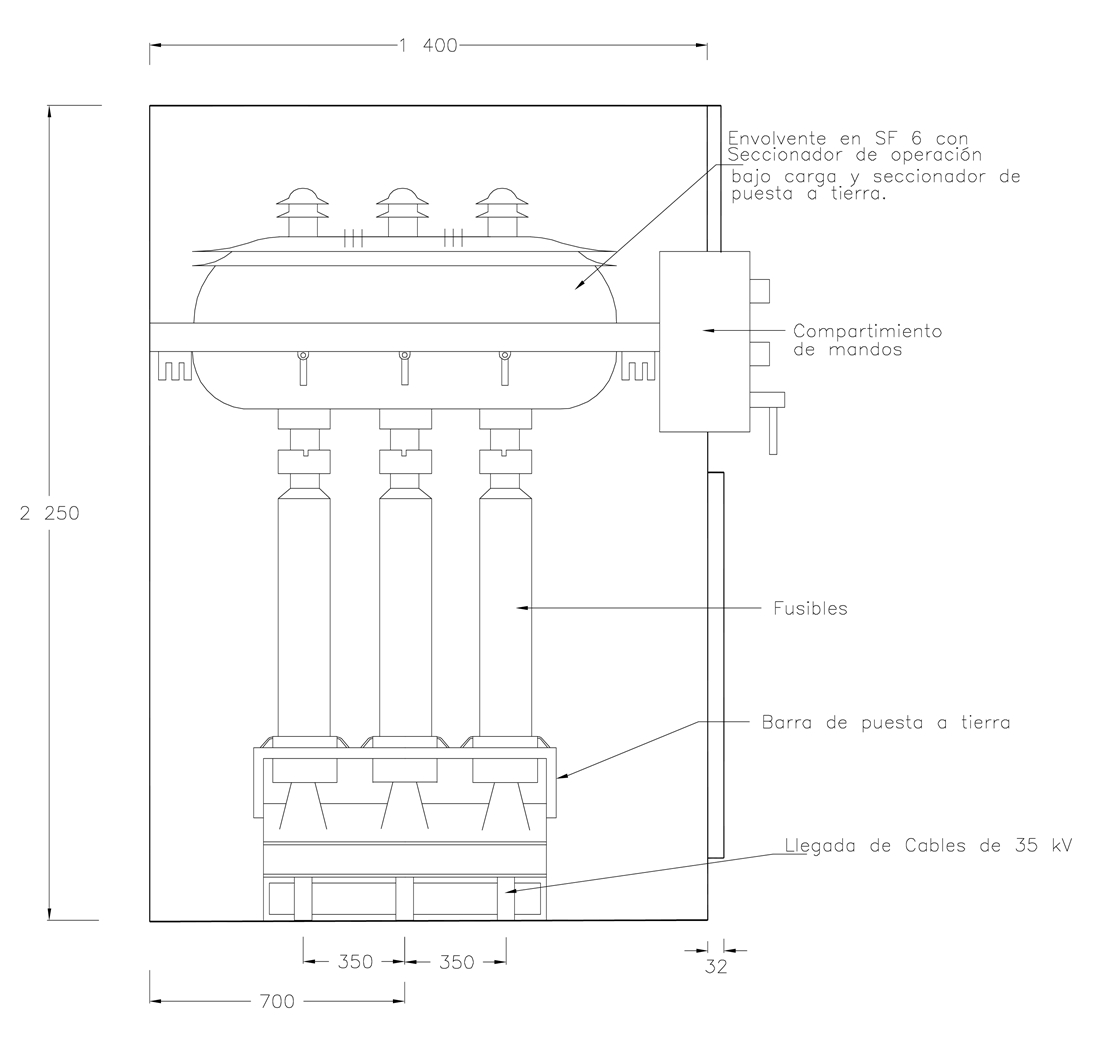 1 400
Envolvente en SF 6 con
Seccionador de operación
bajo carga y seccionador de
puesta a tierra.
Compartimiento
de mandos
2 250
Fusibles
Barra de puesta a tierra
Llegada de Cables de 35 kV
350
350
32
700